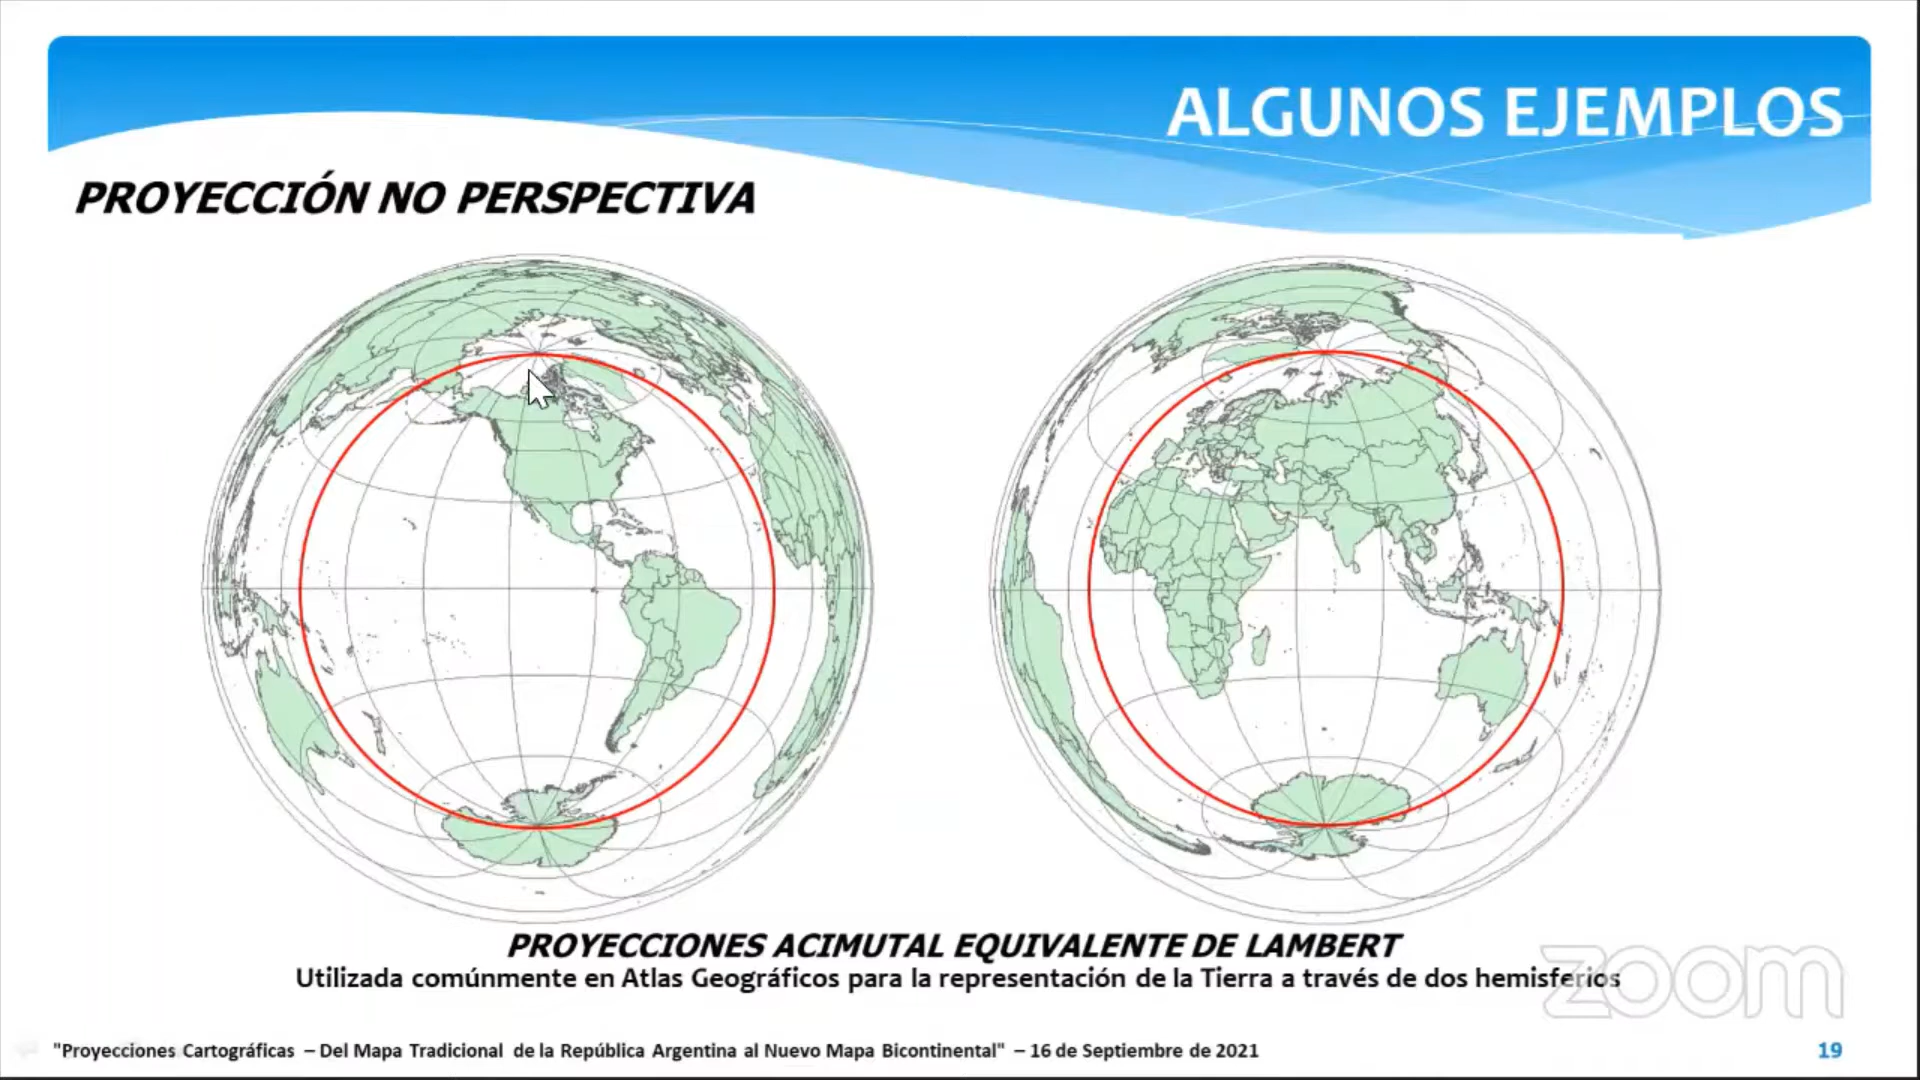 ALGUNOS EJEMPLOS
PROYECCIÓN NO PERSPECTIVA
PROYECCIONES ACIMUTAL EQUIVALENTE DE LAMBERT
Utilizada comúnmente en Atlas Geográficos para la representación de la Tierra a través de dos hemisferios
zoom
"Proyecciones Cartográficas – Del Mapa Tradicional de la República Argentina al Nuevo Mapa Bicontinental" – 16 de Septiembre de 2021
19